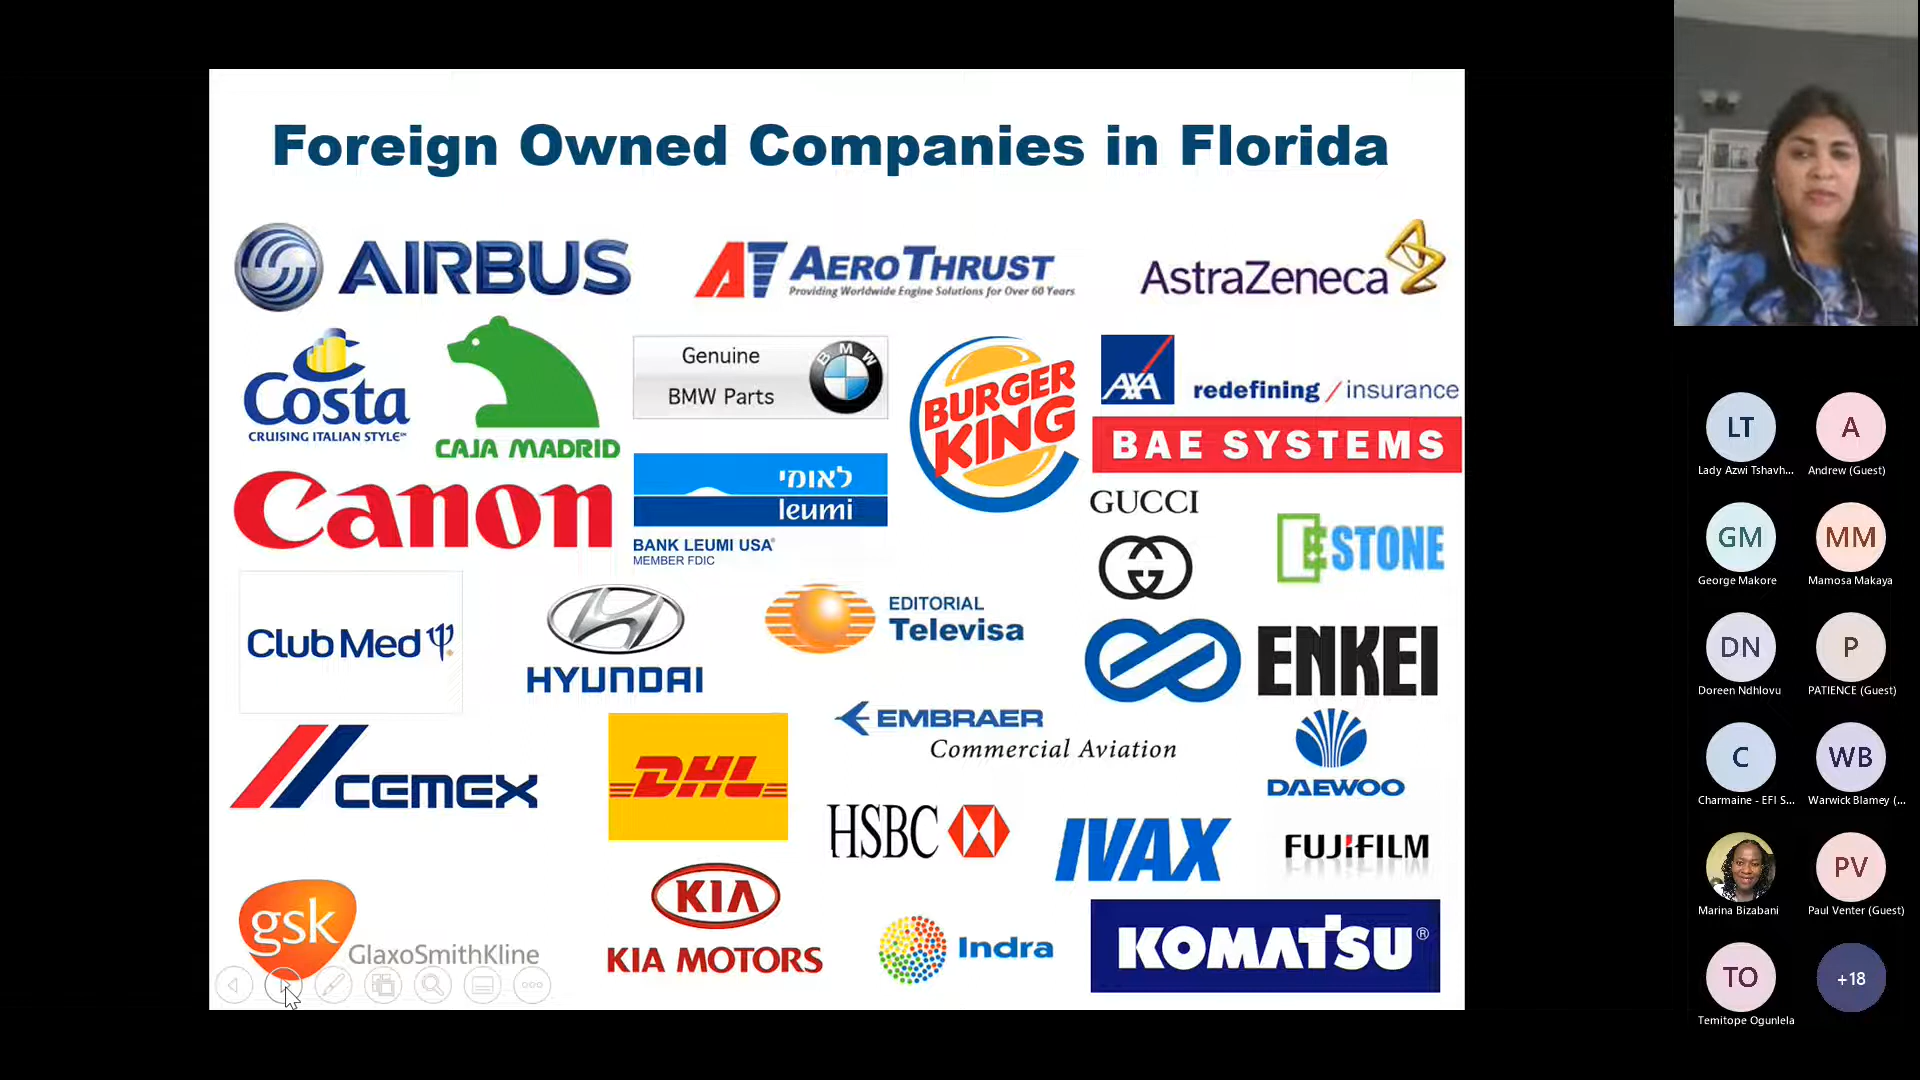 Foreign Owned Companies in Florida
AIRBUS
AT AEROTHRUST
Providing Worldwide Engine Solutions for Over 60 Years
AstraZeneca
Costa
CRUISING ITALIAN STYLE
CAJA MADRID
Genuine
BMW Parts
BMW
BURGER
KING
AXA
redefining / insurance
BAE SYSTEMS
Canon
לאומי
leumi
BANK LEUMI USA
MEMBER FDIC
GUCCI
ESTONE
Club Med
HYUNDAI
EDITORIAL
Televisa
ENKEI
CEMEX
DHL
EMBRAER
Commercial Aviation
DAEWOO
HSBC
IVAX
FUJIFILM
gsk
GlaxoSmithKline
KIA
KIA MOTORS
Indra
KOMATSU®
LT
A
Lady Azwi Tshavh...
Andrew (Guest)
GM
MM
George Makore
Mamosa Makaya
DN
P
Doreen Ndhlovu
PATIENCE (Guest)
C
WB
Charmaine - EFI S...
Warwick Blamey (...
PV
Marina Bizabani
Paul Venter (Guest)
TO
+18
Temitope Ogunlela